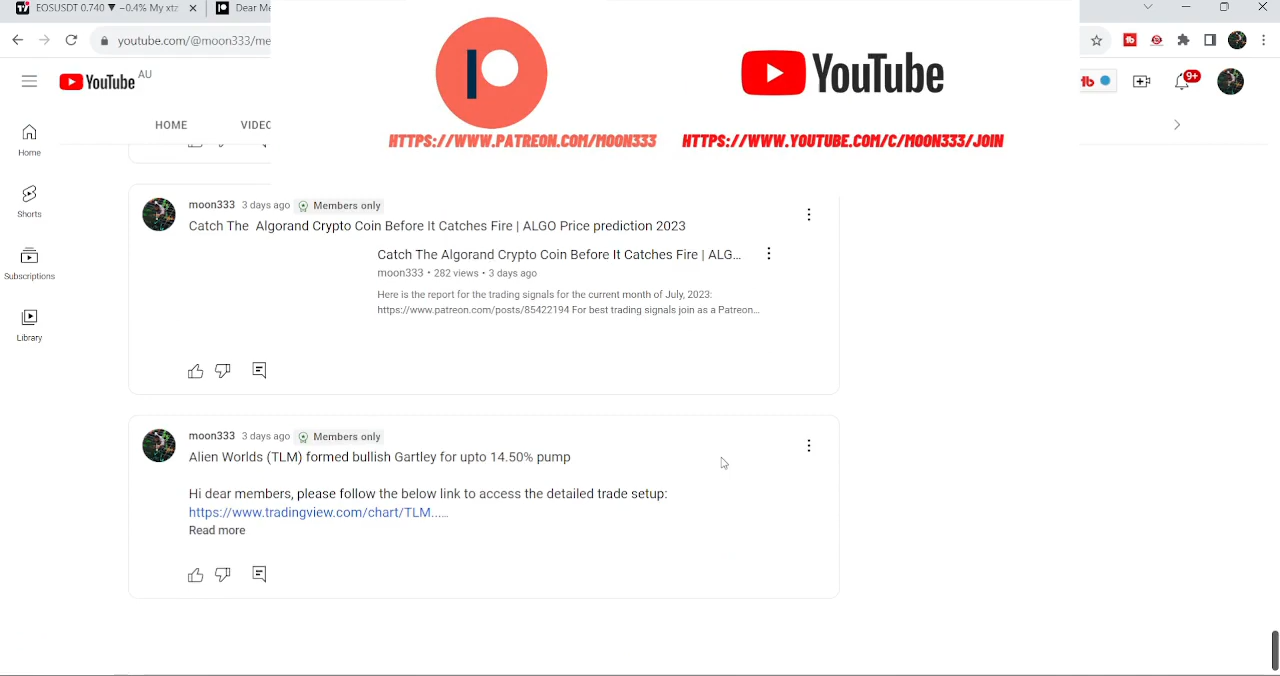 EOSUSDT 0.740 ▼ −0.4% My xtz
Dear Me
youtube.com/@moon333/me
YouTube AU
YouTube
HTTPS://WWW.PATREON.COM/MOON333
HTTPS://WWW.YOUTUBE.COM/C/MOON333/JOIN
9+
HOME
VIDEO
Home
Shorts
Subscriptions
Library
moon333 3 days ago Members only
Catch The Algorand Crypto Coin Before It Catches Fire | ALGO Price prediction 2023
Catch The Algorand Crypto Coin Before It Catches Fire | ALG...
moon333 • 282 views • 3 days ago
Here is the report for the trading signals for the current month of July, 2023:
https://www.patreon.com/posts/85422194 For best trading signals join as a Patreon...
moon333 3 days ago Members only
Alien Worlds (TLM) formed bullish Gartley for upto 14.50% pump
Hi dear members, please follow the below link to access the detailed trade setup:
https://www.tradingview.com/chart/TLM...…
Read more